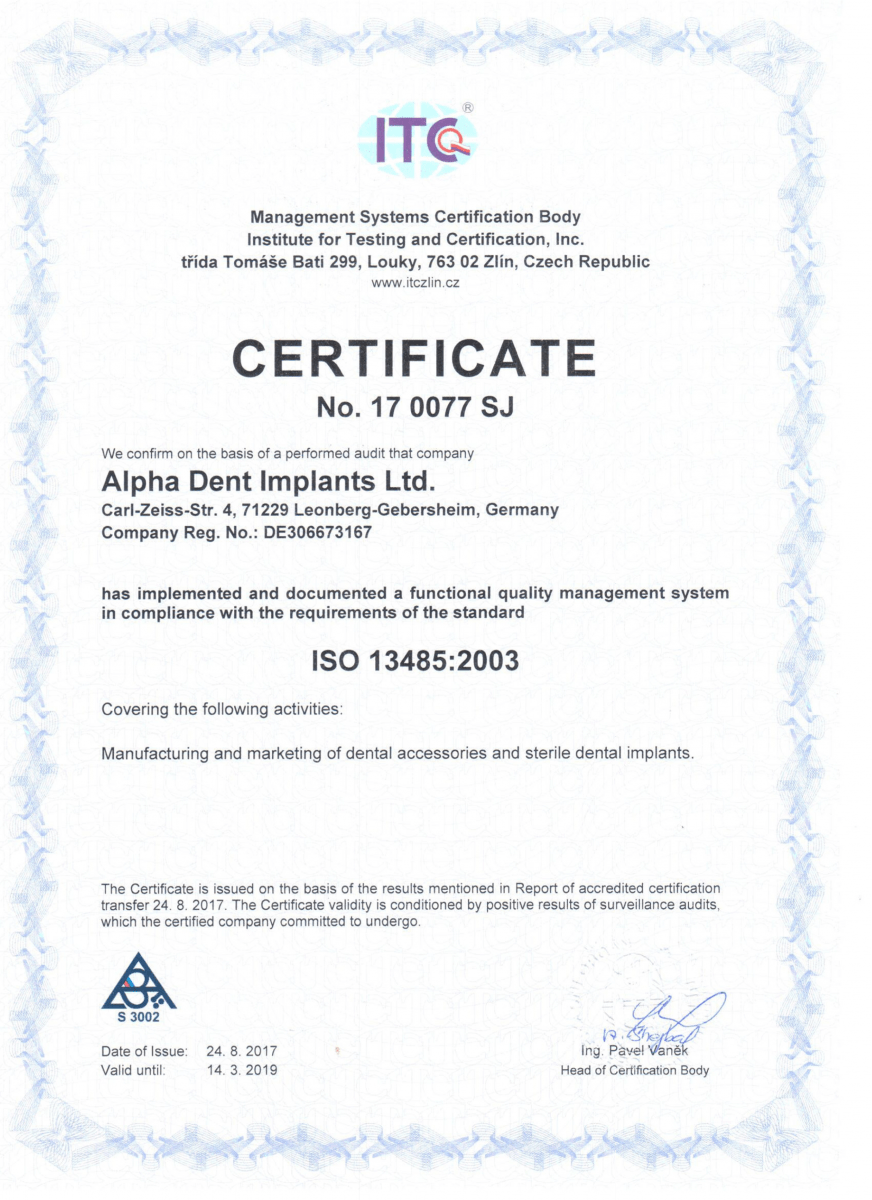 ITC ®
Management Systems Certification Body
Institute for Testing and Certification, Inc.
třída Tomáše Bati 299, Louky, 763 02 Zlín, Czech Republic
www.itczlin.cz
CERTIFICATE
No. 17 0077 SJ
We confirm on the basis of a performed audit that company
Alpha Dent Implants Ltd.
Carl-Zeiss-Str. 4, 71229 Leonberg-Gebersheim, Germany
Company Reg. No.: DE306673167
has implemented and documented a functional quality management system
in compliance with the requirements of the standard
ISO 13485:2003
Covering the following activities:
Manufacturing and marketing of dental accessories and sterile dental implants.
The Certificate is issued on the basis of the results mentioned in Report of accredited certification
transfer 24. 8. 2017. The Certificate validity is conditioned by positive results of surveillance audits,
which the certified company committed to undergo.
S 3002
Date of Issue: 24. 8. 2017
Valid until: 14. 3. 2019
Ing. Pavel Vaněk
Head of Certification Body